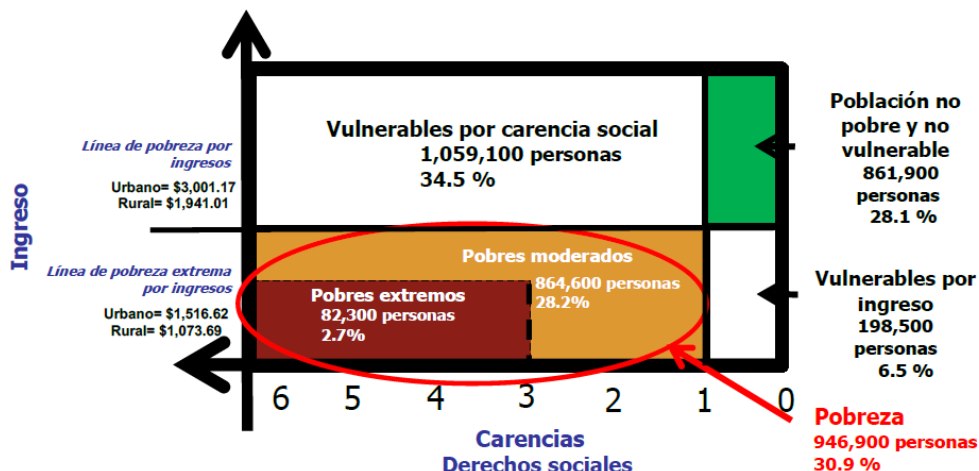 Ingreso
Línea de pobreza por
ingresos
Urbano= $3,001.17
Rural= $1,941.01
Línea de pobreza extrema
por ingresos
Urbano= $1,516.62
Rural= $1,073.69
Vulnerables por carencia social
1,059,100 personas
34.5 %
Pobres moderados
864,600 personas
28.2%
Pobres extremos
82,300 personas
2.7%
Población no
pobre y no
vulnerable
861,900
personas
28.1 %
Vulnerables por
ingreso
198,500
personas
6.5 %
6 5 4 3 2 1 0
Carencias
Derechos sociales
Pobreza
946,900 personas
30.9 %